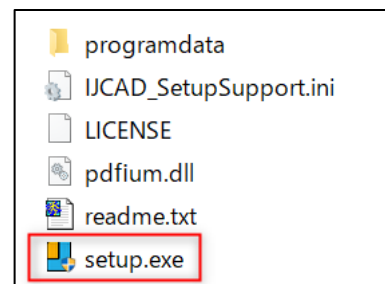 programdata
IJCAD_SetupSupport.ini
LICENSE
pdfium.dll
readme.txt
setup.exe